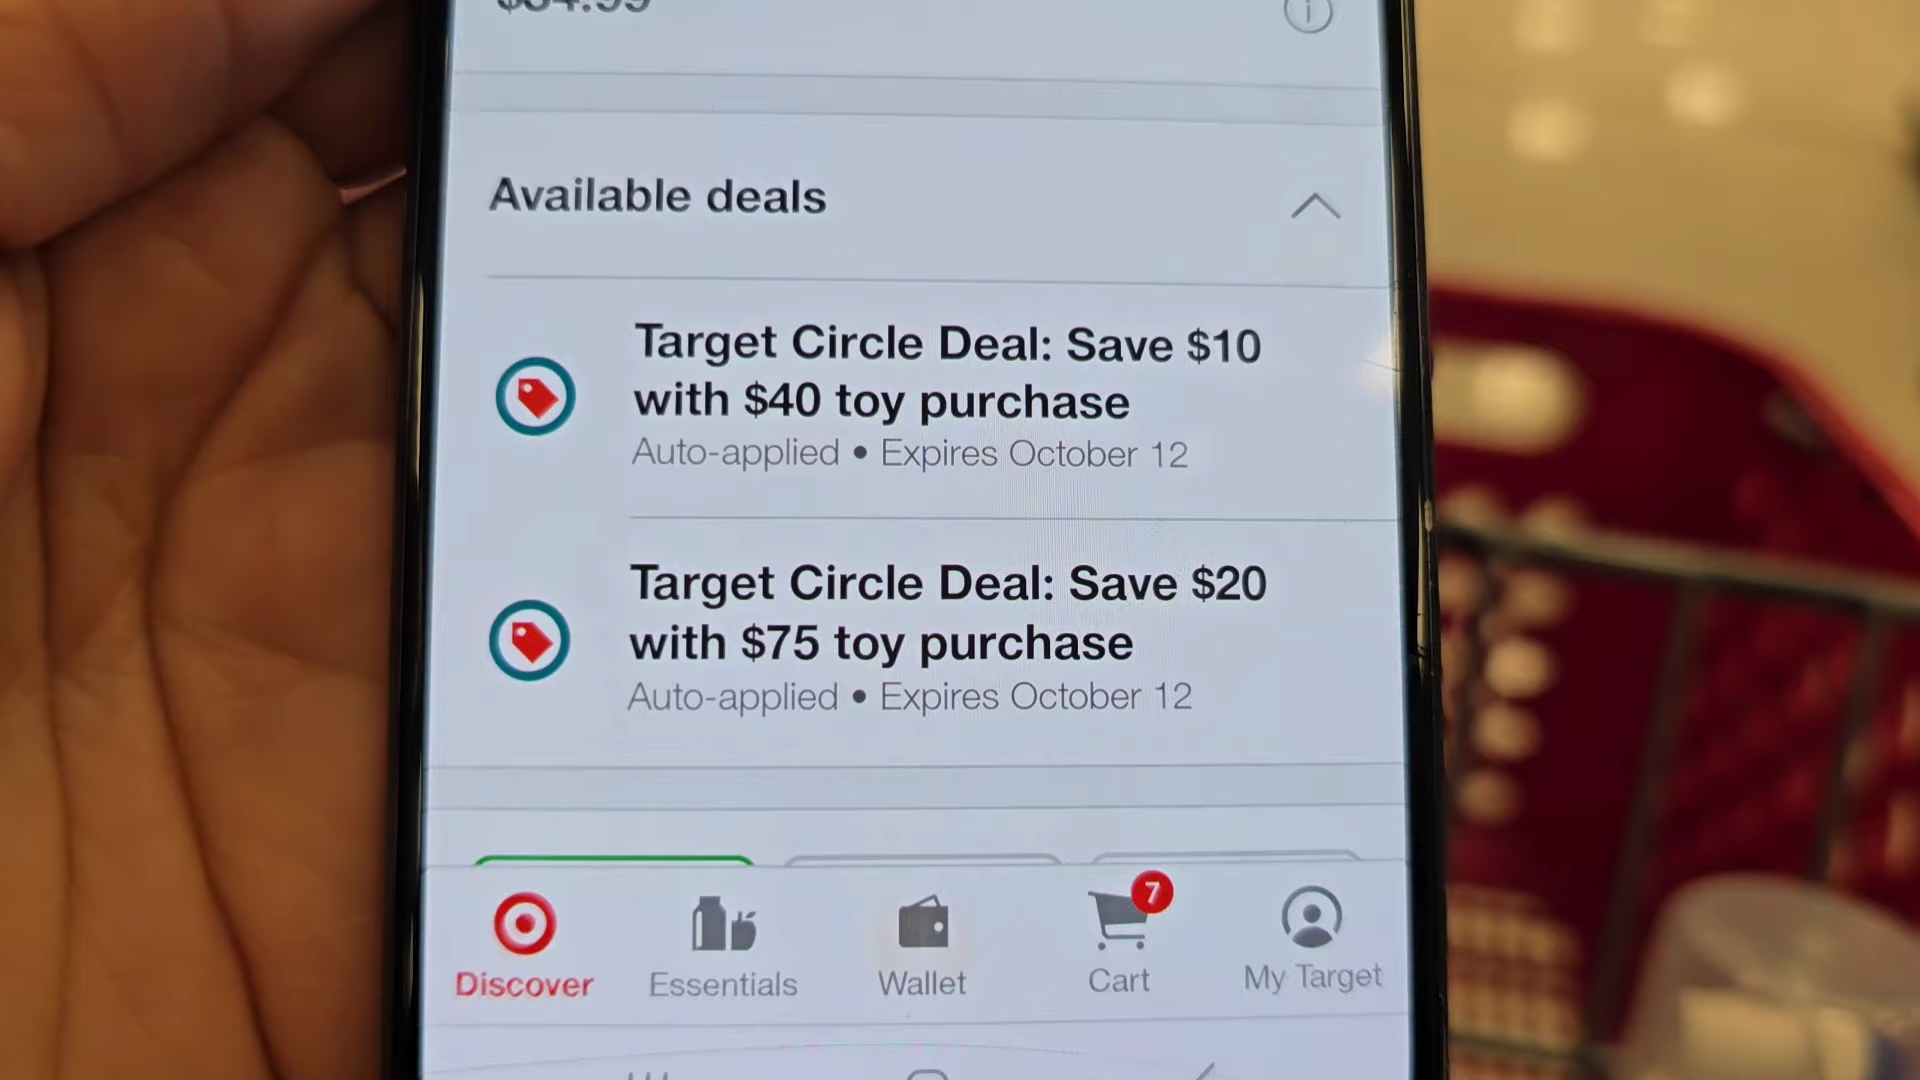 Available deals
Target Circle Deal: Save $10
with $40 toy purchase
Auto-applied • Expires October 12
Target Circle Deal: Save $20
with $75 toy purchase
Auto-applied • Expires October 12
7
Discover
Essentials
Wallet
Cart
My Target